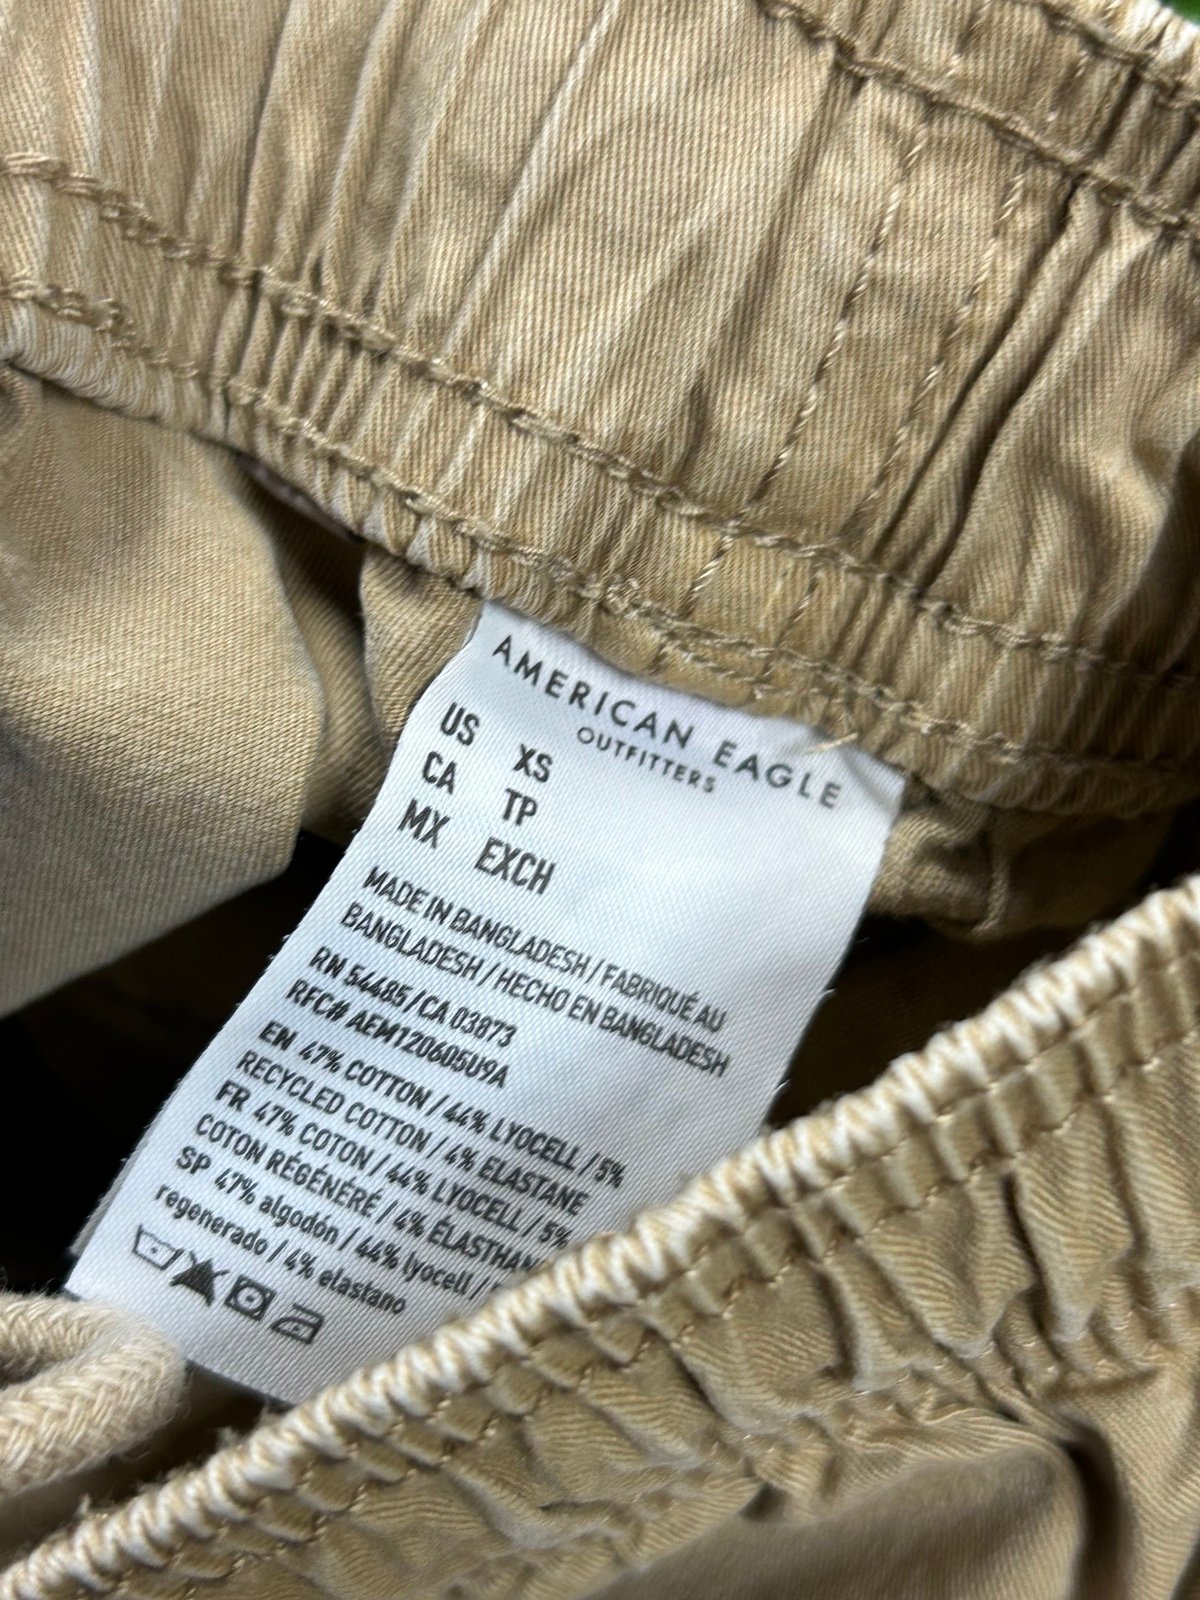 AMERICAN EAGLE
OUTFITTERS
US XS
CA TP
MX EXCH
MADE IN BANGLADESH / FABRIQUÉ AU
BANGLADESH / HECHO EN BANGLADESH
RN 54485 / CA 03873
RFC# AEM120605U9A
EN 47% COTTON / 44% LYOCELL / 5%
RECYCLED COTTON / 4% ELASTANE
FR 47% COTON / 44% LYOCELL / 5%
COTON RÉGÉNÉRÉ / 4% ÉLASTHAN
SP 47% algodón / 44% lyocell /
regenerado / 4% elastano